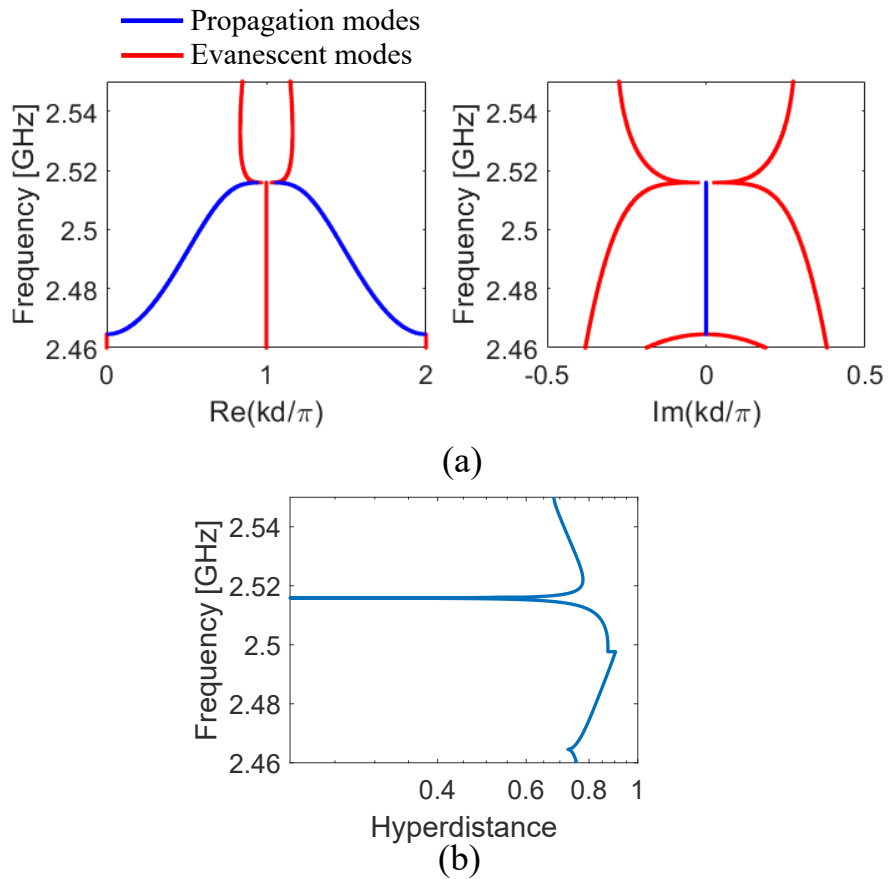 Propagation modes
Evanescent modes
Frequency [GHz]
2.54
2.52
2.5
2.48
2.46
0
1
2
Re(kd/π)
Frequency [GHz]
2.54
2.52
2.5
2.48
2.46
-0.5
0
0.5
Im(kd/π)
(a)
Frequency [GHz]
2.54
2.52
2.5
2.48
2.46
0.4
0.6
0.8
1
Hyperdistance
(b)